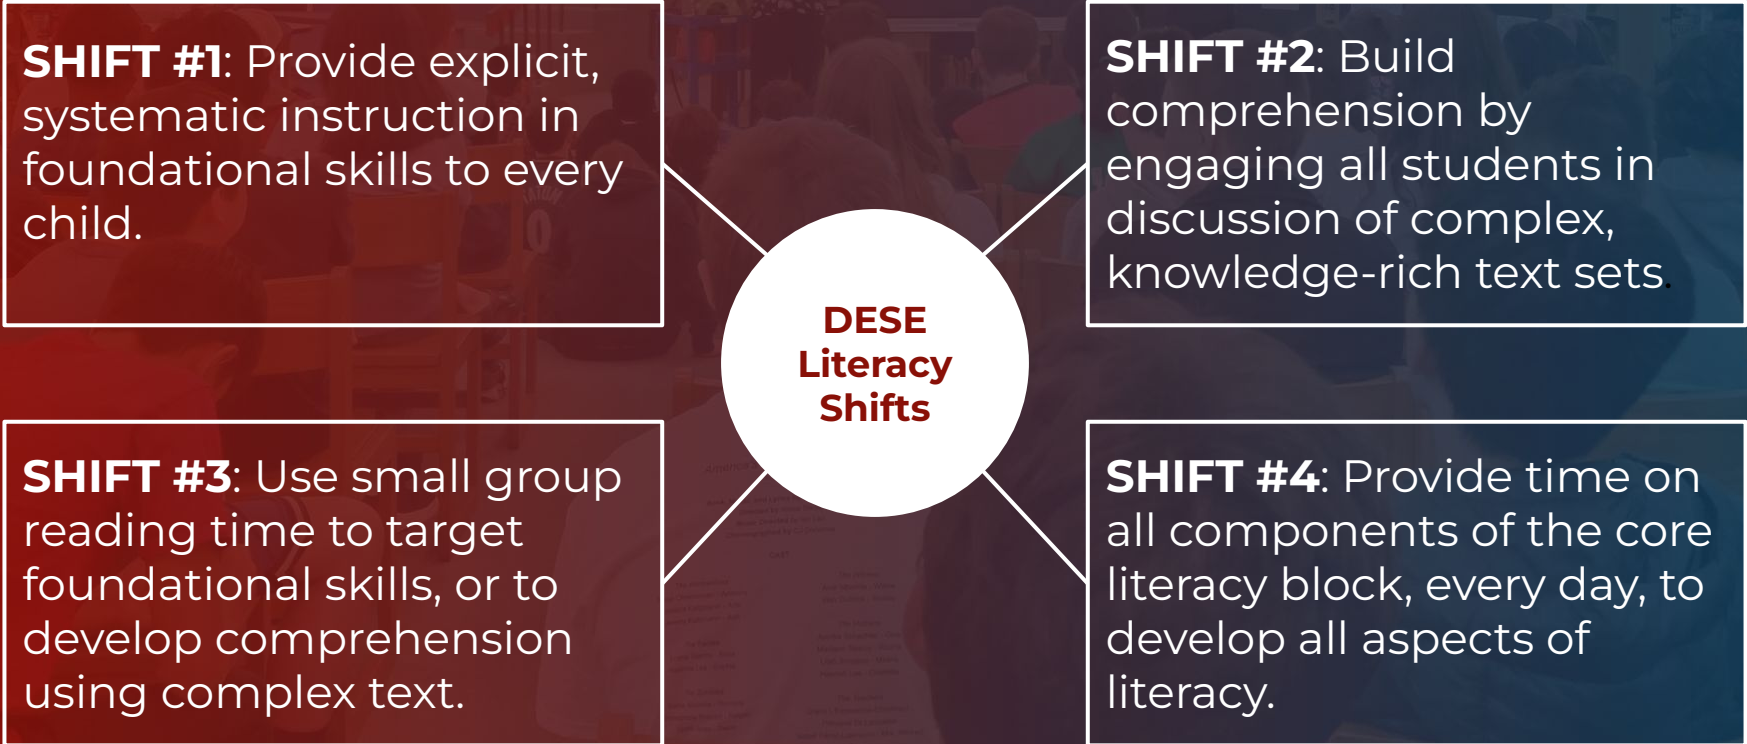 SHIFT #1: Provide explicit,
systematic instruction in
foundational skills to every
child.
SHIFT #2: Build
comprehension by
engaging all students in
discussion of complex,
knowledge-rich text sets.
DESE
Literacy
Shifts
SHIFT #3: Use small group
reading time to target
foundational skills, or to
develop comprehension
using complex text.
SHIFT #4: Provide time on
all components of the core
literacy block, every day, to
develop all aspects of
literacy.